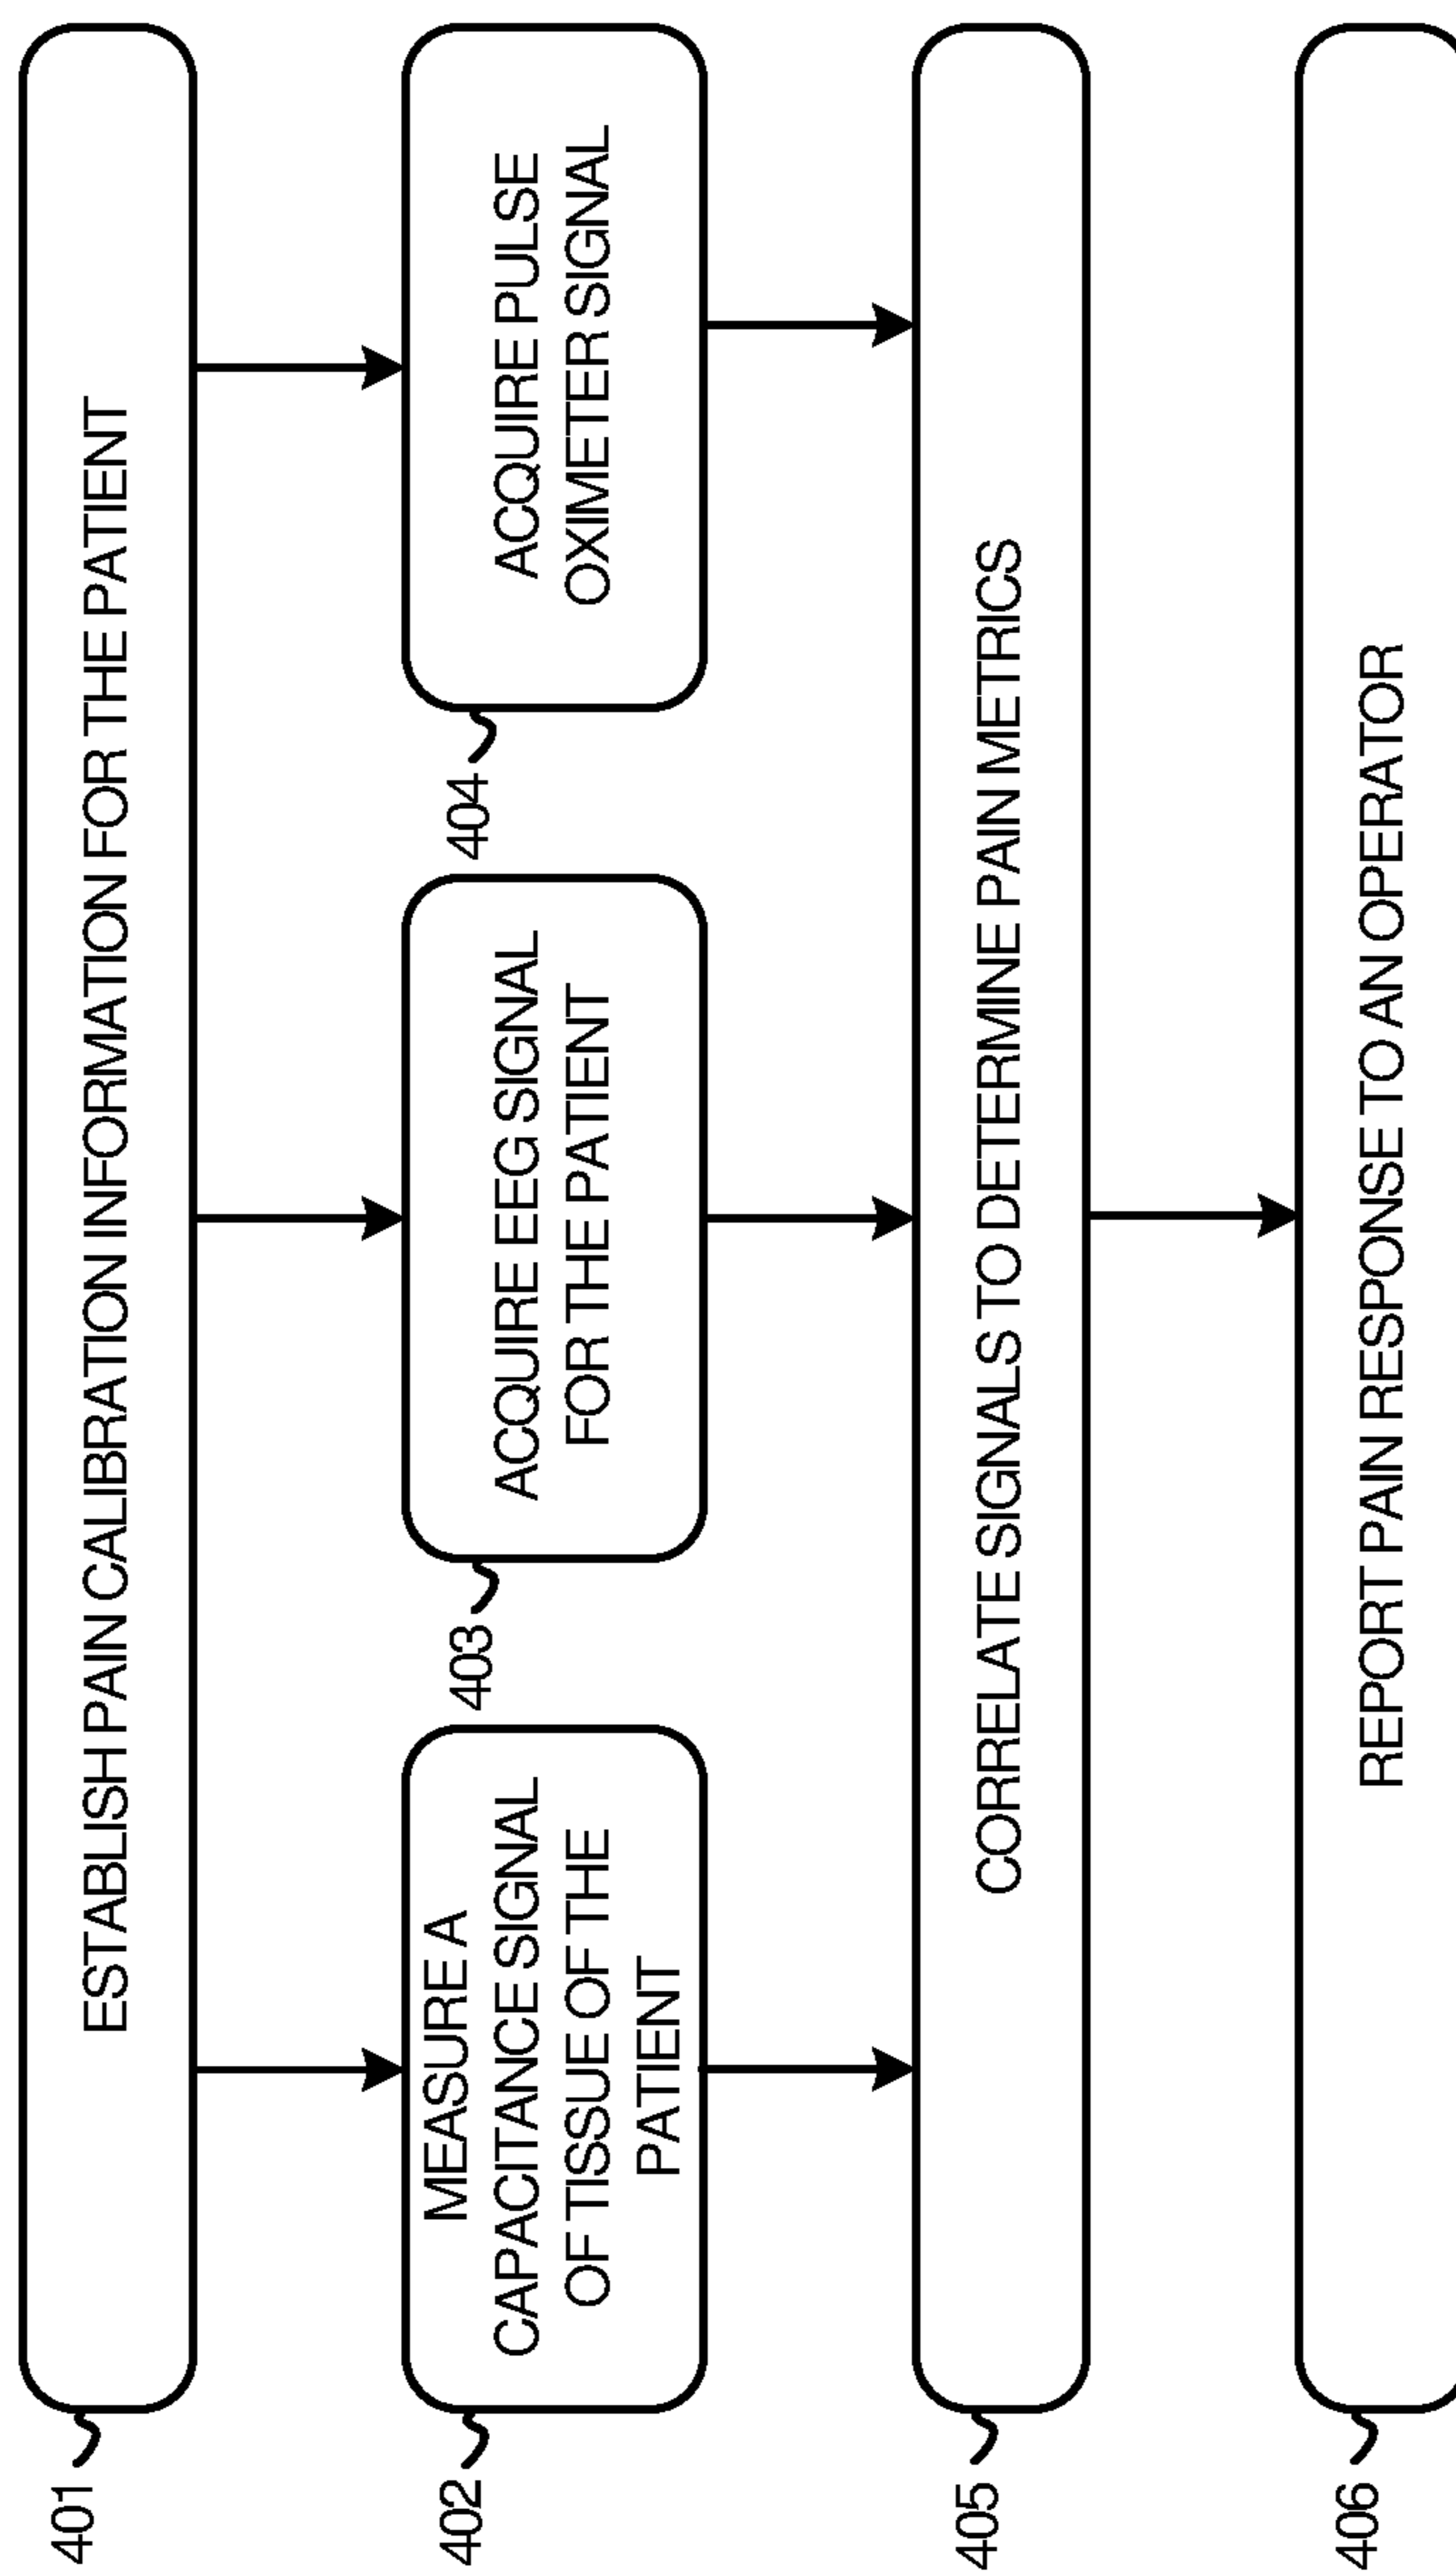 401
ESTABLISH PAIN CALIBRATION INFORMATION FOR THE PATIENT
402
MEASURE A
CAPACITANCE SIGNAL
OF TISSUE OF THE
PATIENT
403
ACQUIRE EEG SIGNAL
FOR THE PATIENT
404
ACQUIRE PULSE
OXIMETER SIGNAL
405
CORRELATE SIGNALS TO DETERMINE PAIN METRICS
406
REPORT PAIN RESPONSE TO AN OPERATOR